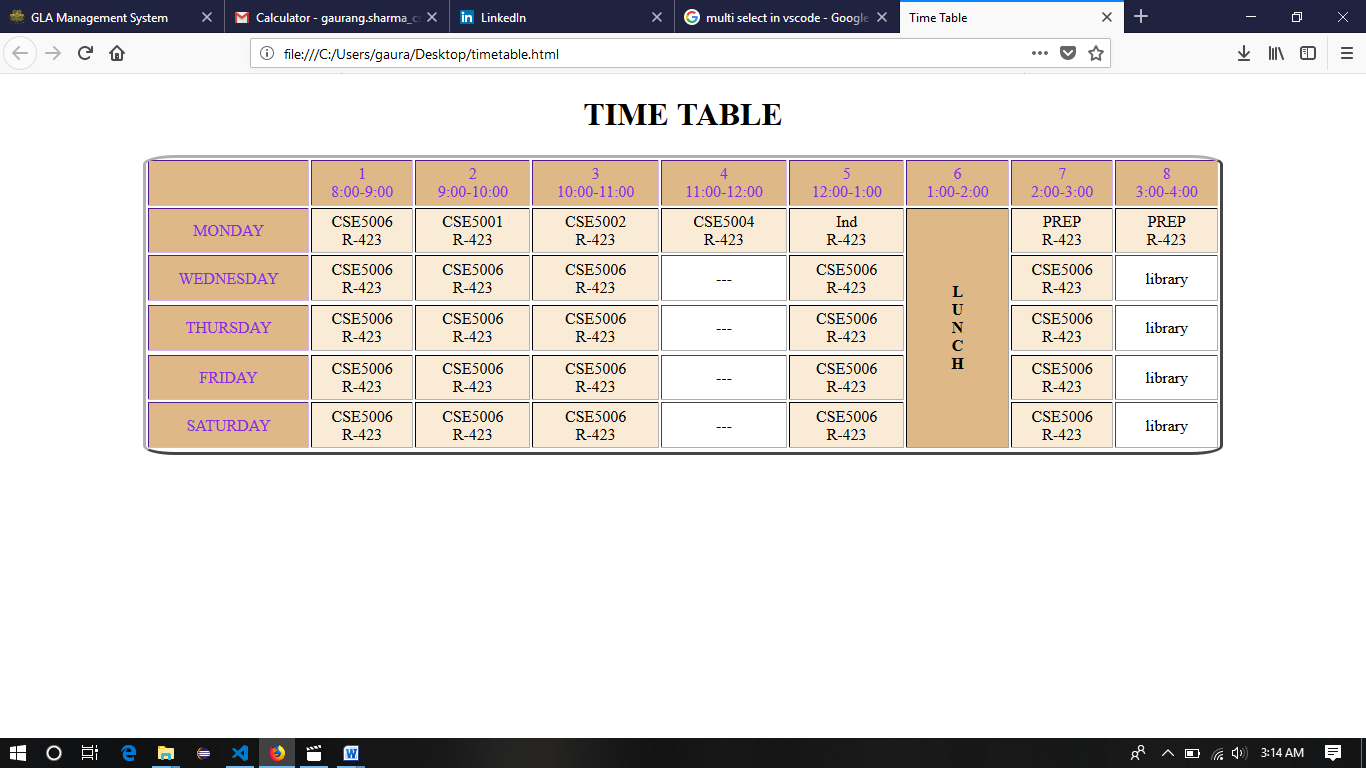 GLA Management System
Calculator - gaurang.sharma_c
LinkedIn
multi select in vscode - Google
Time Table
file:///C:/Users/gaura/Desktop/timetable.html
TIME TABLE
1 2 3 4 5 6 7 8
8:00-9:00 9:00-10:00 10:00-11:00 11:00-12:00 12:00-1:00 1:00-2:00 2:00-3:00 3:00-4:00
MONDAY CSE5006 CSE5001 CSE5002 CSE5004 Ind PREP PREP
R-423 R-423 R-423 R-423 R-423 R-423 R-423
WEDNESDAY CSE5006 CSE5006 CSE5006 --- CSE5006 CSE5006 library
R-423 R-423 R-423 R-423 R-423
THURSDAY CSE5006 CSE5006 CSE5006 --- CSE5006 CSE5006 library
R-423 R-423 R-423 R-423 R-423
FRIDAY CSE5006 CSE5006 CSE5006 --- CSE5006 CSE5006 library
R-423 R-423 R-423 R-423 R-423
SATURDAY CSE5006 CSE5006 CSE5006 --- CSE5006 CSE5006 library
R-423 R-423 R-423 R-423 R-423
L
U
N
C
H
3:14 AM